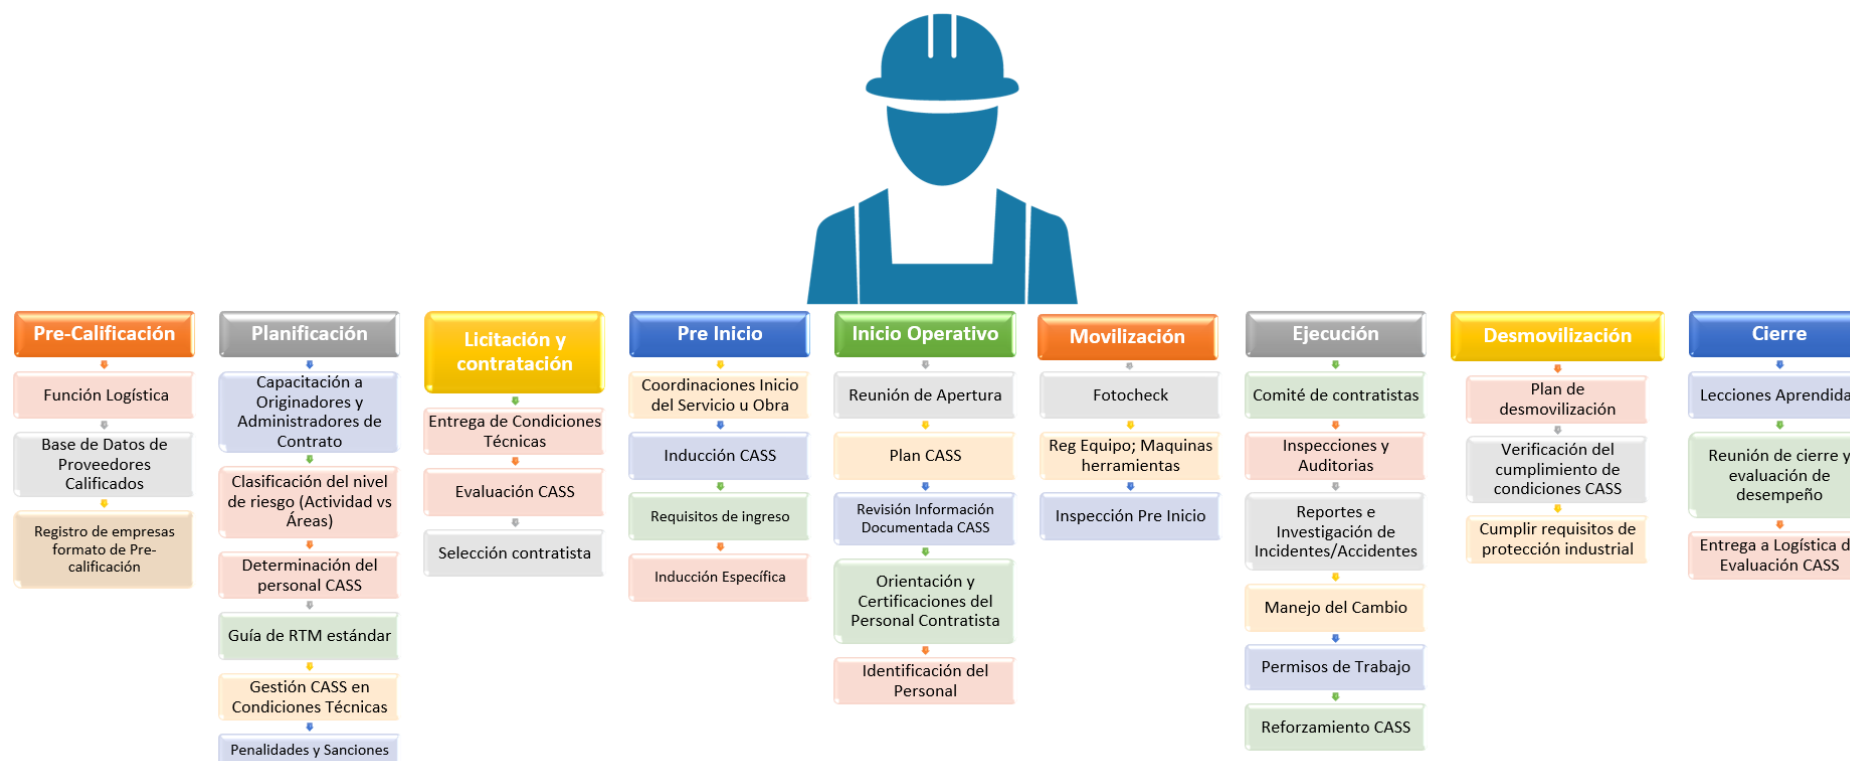 Pre-Calificación
Función Logística
Base de Datos de
Proveedores
Calificados
Registro de empresas
formato de Pre-
calificación
Planificación
Capacitación a
Originadores y
Administradores de
Contrato
Clasificación del nivel
de riesgo (Actividad vs
Áreas)
Determinación del
personal CASS
Guía de RTM estándar
Gestión CASS en
Condiciones Técnicas
Penalidades y Sanciones
Licitación y
contratación
Entrega de Condiciones
Técnicas
Evaluación CASS
Selección contratista
Pre Inicio
Coordinaciones Inicio
del Servicio u Obra
Inducción CASS
Requisitos de ingreso
Inducción Específica
Inicio Operativo
Reunión de Apertura
Plan CASS
Revisión Información
Documentada CASS
Orientación y
Certificaciones del
Personal Contratista
Identificación del
Personal
Movilización
Fotocheck
Reg Equipo; Maquinas
herramientas
Inspección Pre Inicio
Ejecución
Comité de contratistas
Inspecciones y
Auditorias
Reportes e
Investigación de
Incidentes/Accidentes
Manejo del Cambio
Permisos de Trabajo
Reforzamiento CASS
Desmovilización
Plan de
desmovilización
Verificación del
cumplimiento de
condiciones CASS
Cumplir requisitos de
protección industrial
Cierre
Lecciones Aprendida
Reunión de cierre y
evaluación de
desempeño
Entrega a Logística d
Evaluación CASS